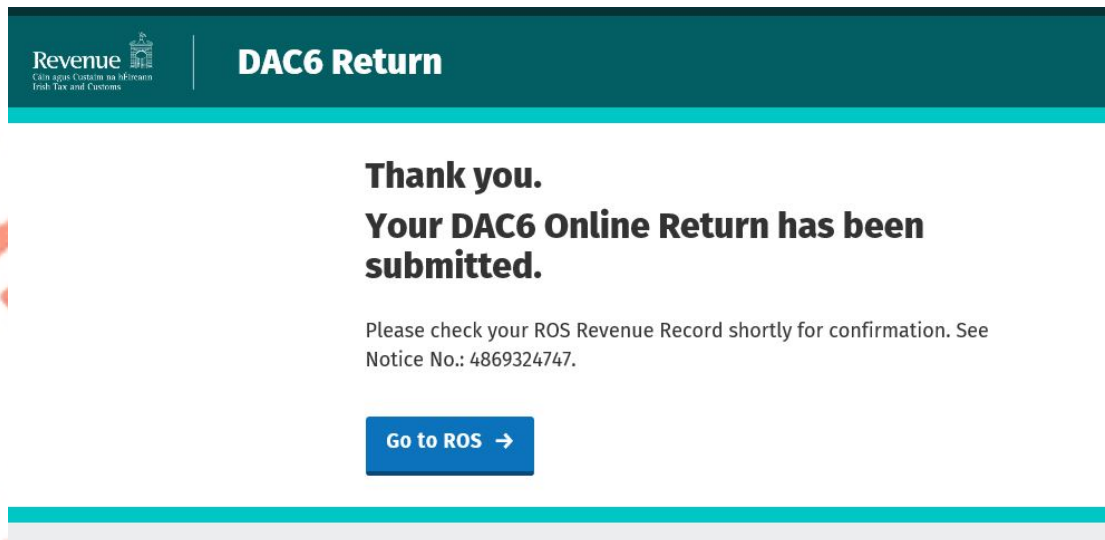 Revenue
Cáin agus Custaim na hÉireann
Irish Tax and Customs
DAC6 Return
Thank you.
Your DAC6 Online Return has been
submitted.
Please check your ROS Revenue Record shortly for confirmation. See
Notice No.: 4869324747.
Go to ROS →